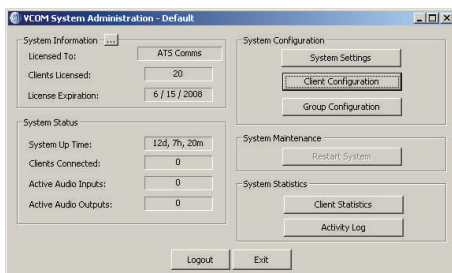 VCOM System Administration - Default
System Information ...
Licensed To: ATS Comms
Clients Licensed: 20
License Expiration: 6 / 15 / 2008
System Status
System Up Time: 12d, 7h, 20m
Clients Connected: 0
Active Audio Inputs: 0
Active Audio Outputs: 0
System Configuration
System Settings
Client Configuration
Group Configuration
System Maintenance
Restart System
System Statistics
Client Statistics
Activity Log
Logout Exit